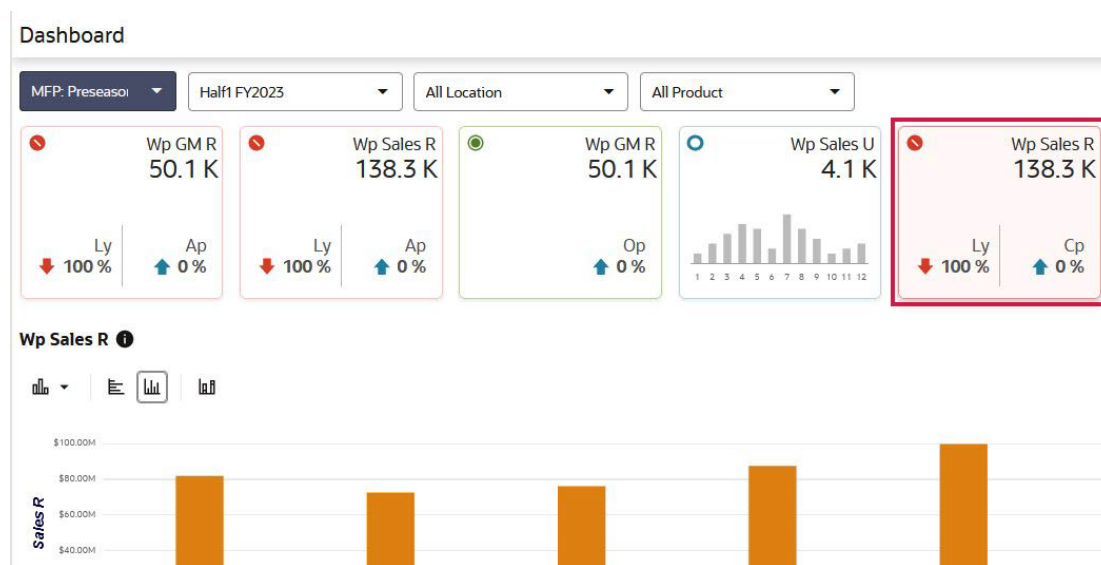 Dashboard
MFP: Preseason
Half1 FY2023
All Location
All Product
Wp GM R
50.1 K
Ly
100 %
Ap
0 %
Wp Sales R
138.3 K
Ly
100 %
Ap
0 %
Wp GM R
50.1 K
Op
0 %
Wp Sales U
4.1 K
1 2 3 4 5 6 7 8 9 10 11 12
Wp Sales R
138.3 K
Ly
100 %
Cp
0 %
Wp Sales R
$100.00M
$80.00M
$60.00M
$40.00M
Sales R